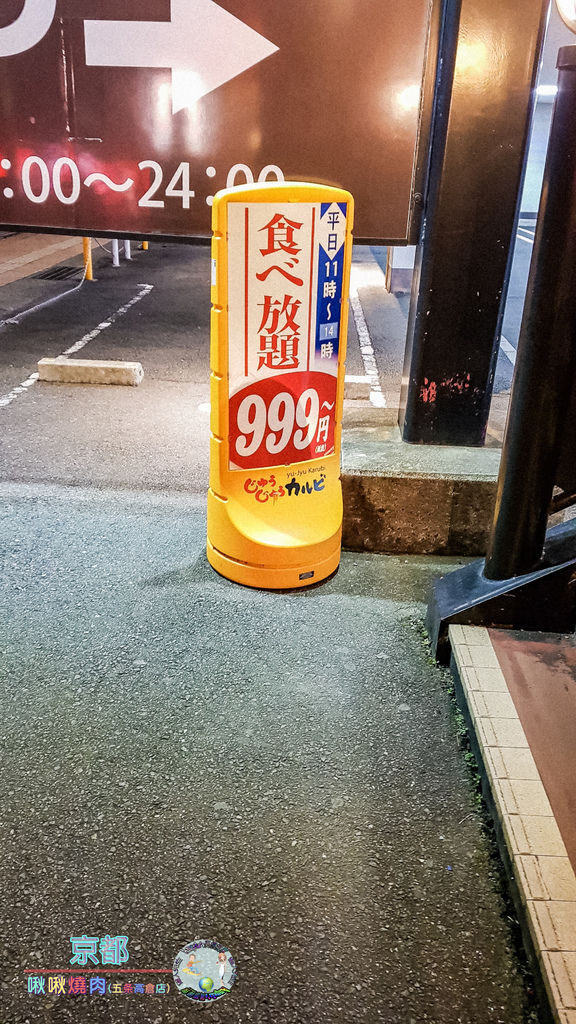 :00～24:00
平日11時～14時
食べ放題
999円～
(税抜)
yu-Jyu Karubi
じゅうじゅうカルビ
京都
啾啾燒肉(五条高倉店)